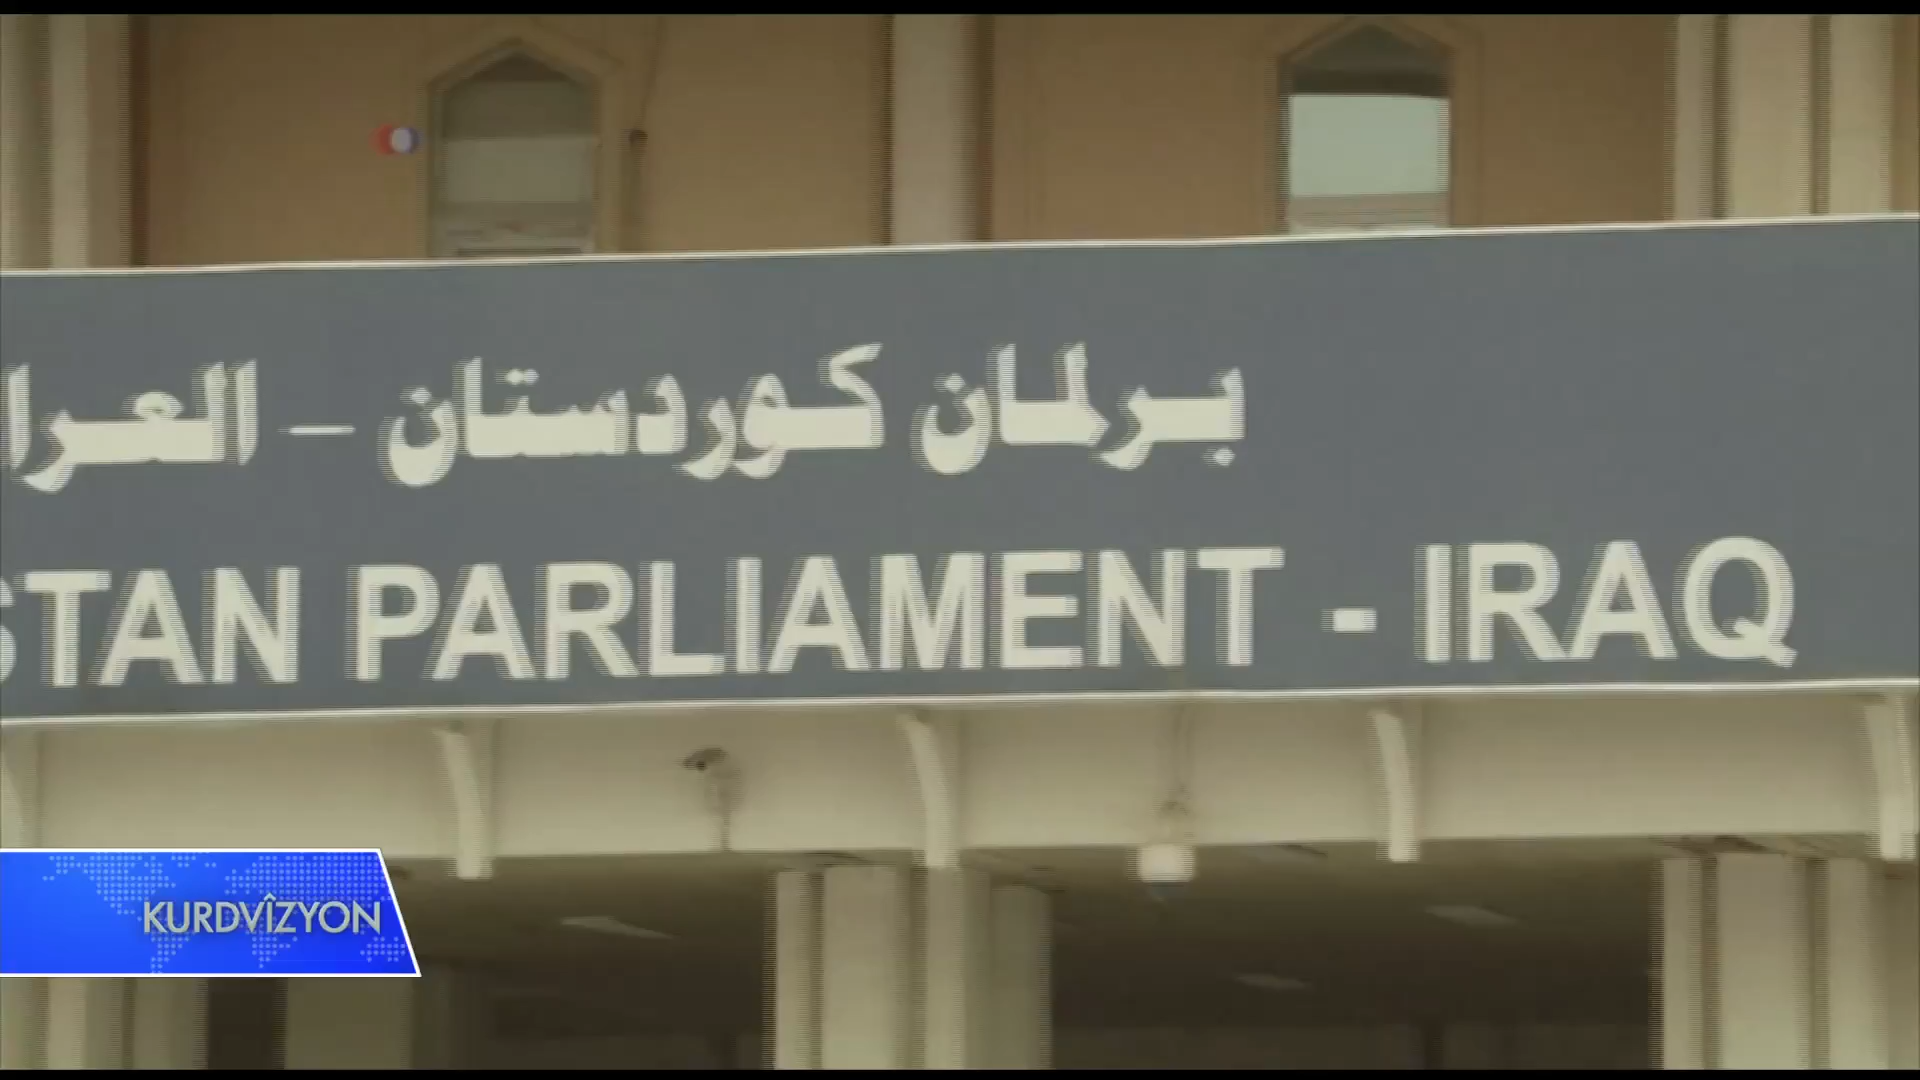 برلمان كوردستان – العرا
STAN PARLIAMENT - IRAQ
KURDVÎZYON